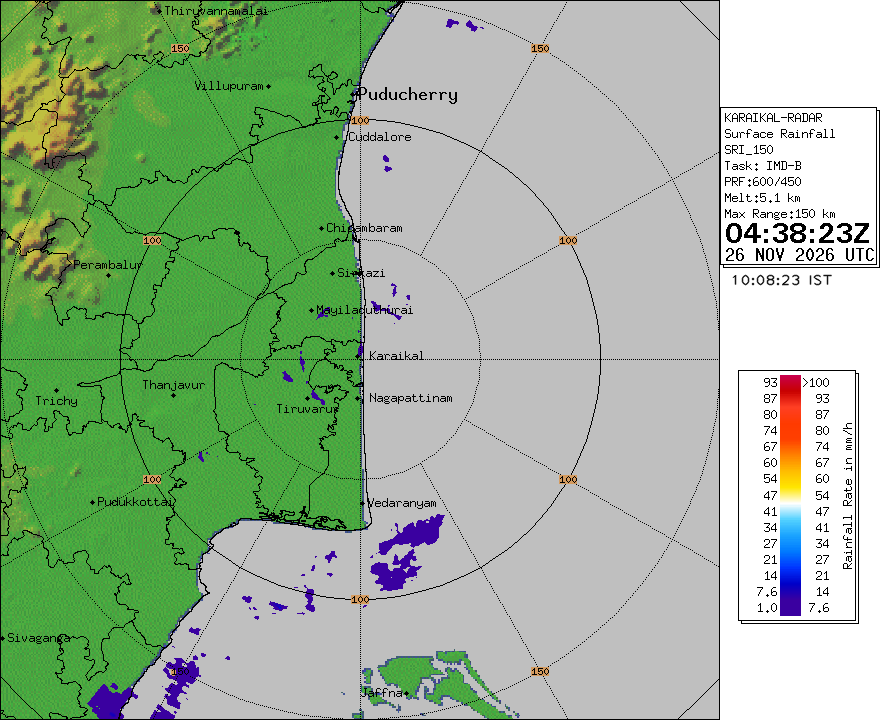 Thiruvannamalai
150
150
Villupuram
Puducherry
100
Cuddalore
Chidambaram
100
100
Perambalur
Sirkazi
Mayiladuthurai
Karaikal
Thanjavur
Trichy
Nagapattinam
Tiruvarur
100
100
Pudukkottai
Vedaranyam
100
Sivaganga
150
150
Jaffna
KARAIKAL-RADAR
Surface Rainfall
SRI_150
Task: IMD-B
PRF:600/450
Melt:5.1 km
Max Range:150 km
04:38:23Z
26 NOV 2026 UTC
10:08:23 IST
93 >100
87 93
80 87
74 80
67 74
60 67
54 60
47 54
41 47
34 41
27 34
21 27
14 21
7.6 14
1.0 7.6
Rainfall Rate in mm/h